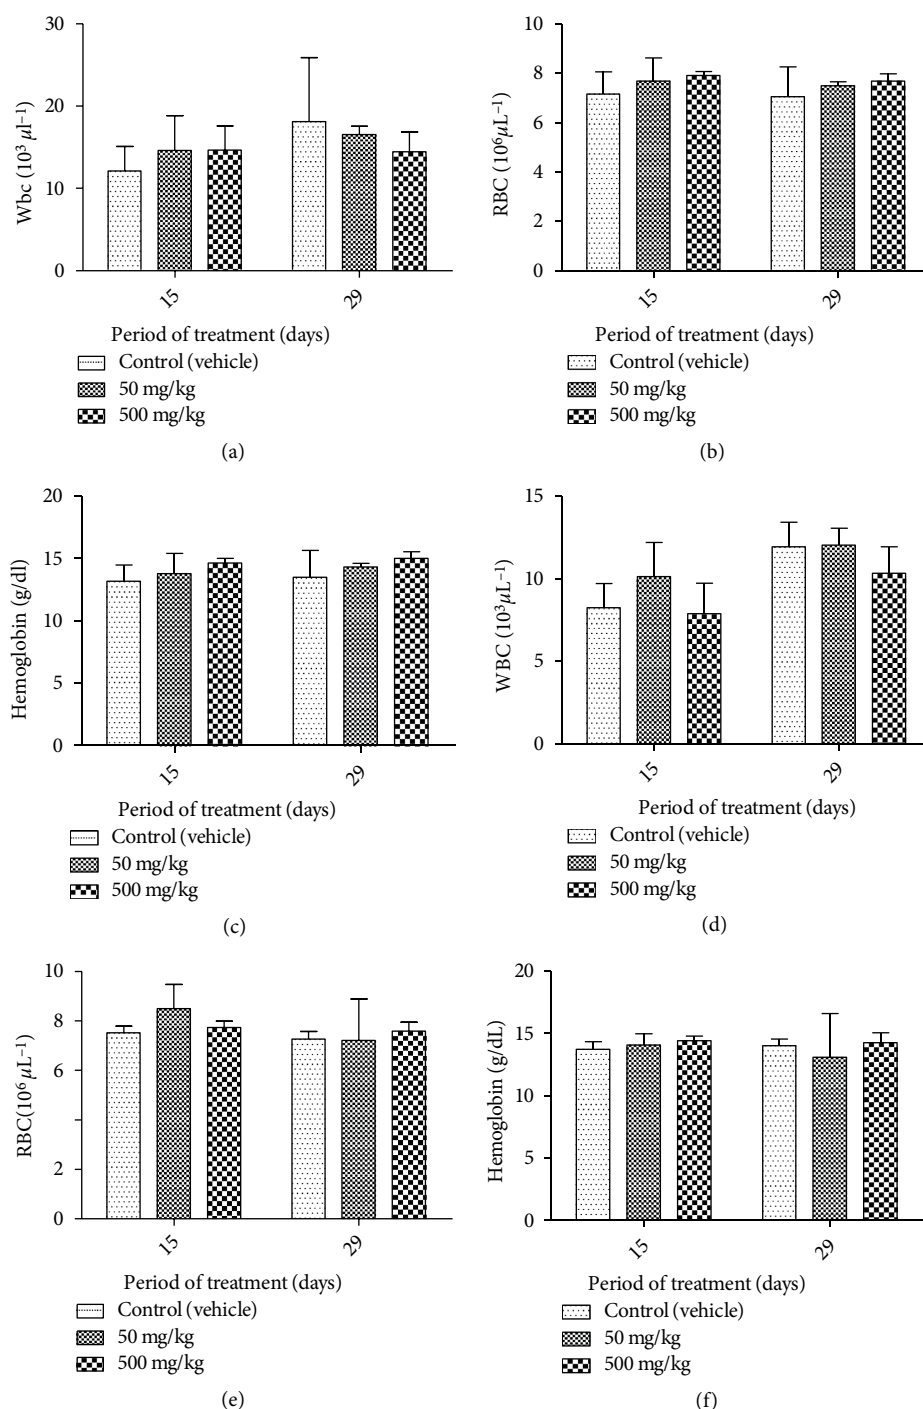 30
20
10
0
Wbc (10³ µl⁻¹)
15
29
Period of treatment (days)
Control (vehicle)
50 mg/kg
500 mg/kg
(a)
10
8
6
4
2
0
RBC (10⁶µL⁻¹)
15
29
Period of treatment (days)
Control (vehicle)
50 mg/kg
500 mg/kg
(b)
20
15
10
5
0
Hemoglobin (g/dl)
15
29
Period of treatment (days)
Control (vehicle)
50 mg/kg
500 mg/kg
(c)
15
10
5
0
WBC (10³µL⁻¹)
15
29
Period of treatment (days)
Control (vehicle)
50 mg/kg
500 mg/kg
(d)
10
8
6
2
0
RBC(10⁶ µL⁻¹)
15
29
Period of treatment (days)
Control (vehicle)
50 mg/kg
500 mg/kg
(e)
20
15
10
5
0
Hemoglobin (g/dL)
15
29
Period of treatment (days)
Control (vehicle)
50 mg/kg
500 mg/kg
(f)